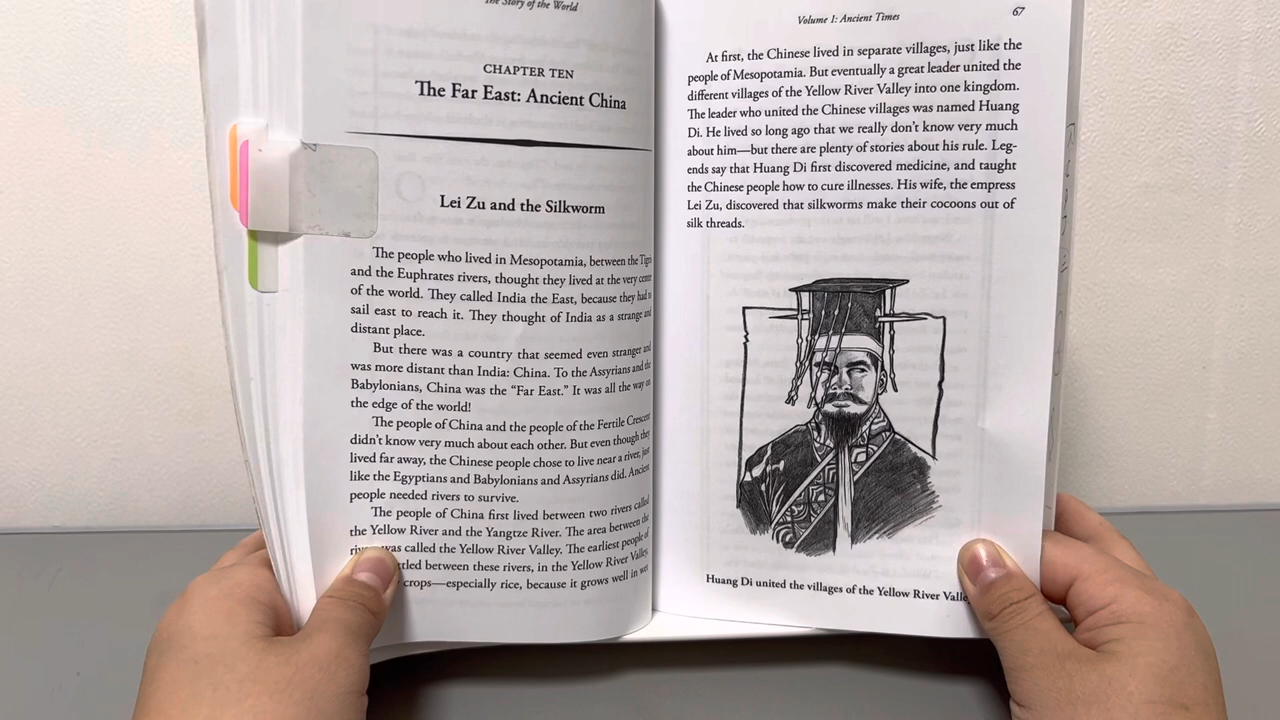 The Story of the World
CHAPTER TEN
The Far East: Ancient China
Lei Zu and the Silkworm
The people who lived in Mesopotamia, between the Tigris
and the Euphrates rivers, thought they lived at the very center
of the world. They called India the East, because they had to
sail east to reach it. They thought of India as a strange and
distant place.
But there was a country that seemed even stranger and
was more distant than India: China. To the Assyrians and the
Babylonians, China was the “Far East.” It was all the way on
the edge of the world!
The people of China and the people of the Fertile Crescent
didn’t know very much about each other. But even though they
lived far away, the Chinese people chose to live near a river, just
like the Egyptians and Babylonians and Assyrians did. Ancient
people needed rivers to survive.
The people of China first lived between two rivers called
the Yellow River and the Yangtze River. The area between the
was called the Yellow River Valley. The earliest people of
between these rivers, in the Yellow River Valley,
crops—especially rice, because it grows well in wet
Volume 1: Ancient Times
67
At first, the Chinese lived in separate villages, just like the
people of Mesopotamia. But eventually a great leader united the
different villages of the Yellow River Valley into one kingdom.
The leader who united the Chinese villages was named Huang
Di. He lived so long ago that we really don’t know very much
about him—but there are plenty of stories about his rule. Leg-
ends say that Huang Di first discovered medicine, and taught
the Chinese people how to cure illnesses. His wife, the empress
Lei Zu, discovered that silkworms make their cocoons out of
silk threads.
Huang Di united the villages of the Yellow River Valley